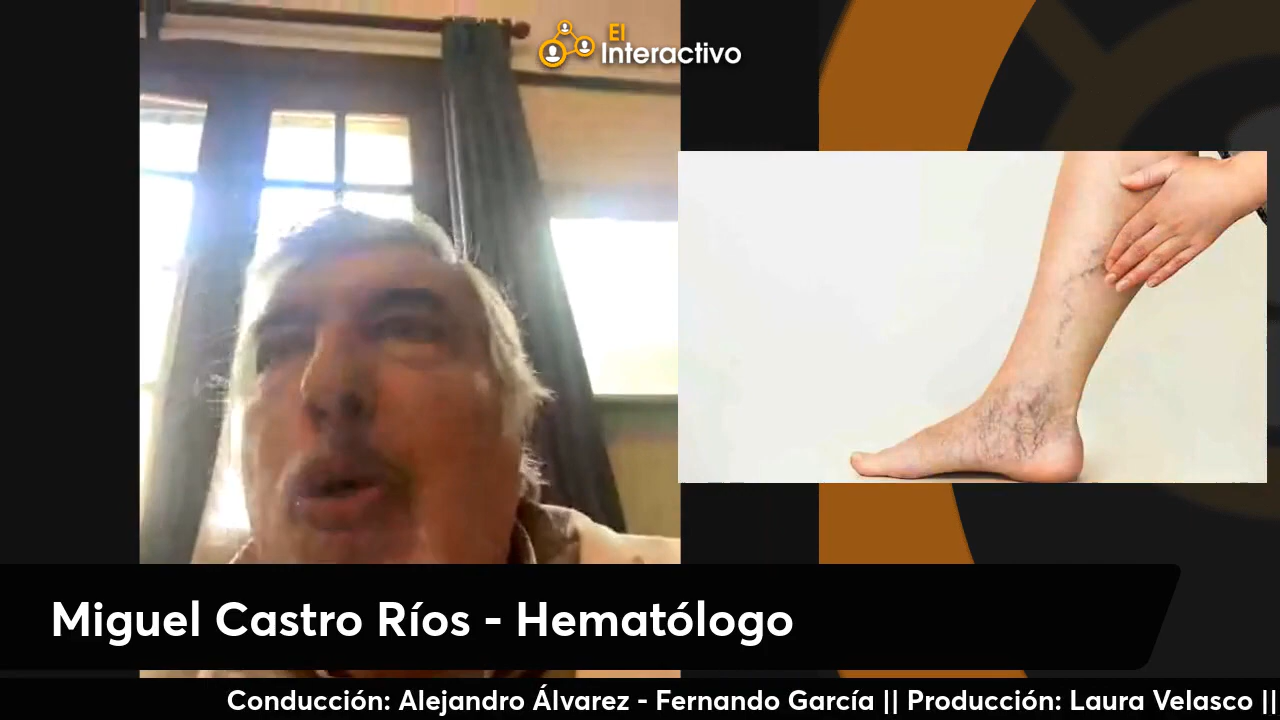 El
Interactivo
Miguel Castro Ríos - Hematólogo
Conducción: Alejandro Álvarez - Fernando García || Producción: Laura Velasco ||